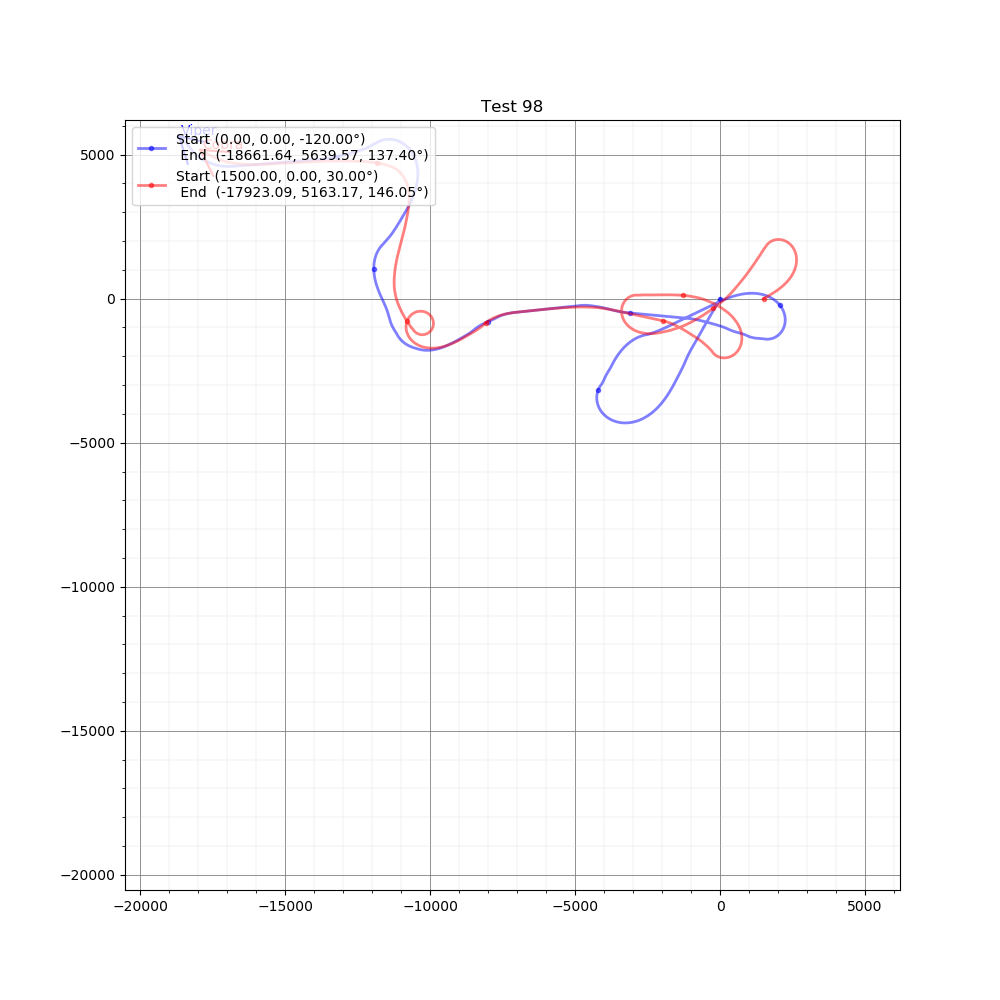 Test 98
Viper
Start (0.00, 0.00, -120.00°)
End (-18661.64, 5639.57, 137.40°)
Start (1500.00, 0.00, 30.00°)
End (-17923.09, 5163.17, 146.05°)
5000
0
−5000
−10000
−15000
−20000
−20000
−15000
−10000
−5000
0
5000